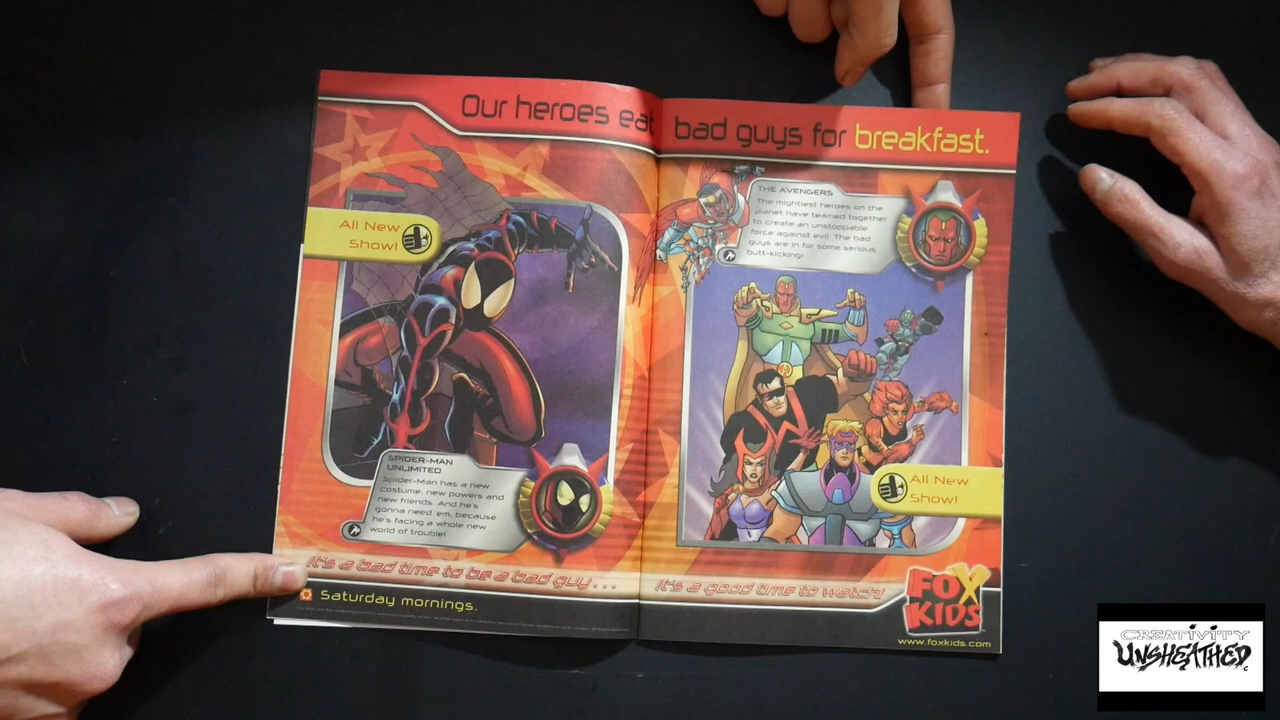 Our heroes eat bad guys for breakfast.
All New
Show!
SPIDER-MAN
UNLIMITED
Spider-Man has a new
costume, new powers and
new friends. And he's
gonna need 'em, because
he's facing a whole new
world of trouble!
It's a bad time to be a bad guy...
Saturday mornings.
THE AVENGERS
The mightiest heroes on the
planet have teamed together
to create an unstoppable
force against evil. The bad
guys are in for some serious
butt-kicking!
All New
Show!
It's a good time to watch!
FOX
KIDS
www.foxkids.com
CREATIVITY
UNSHEATHED